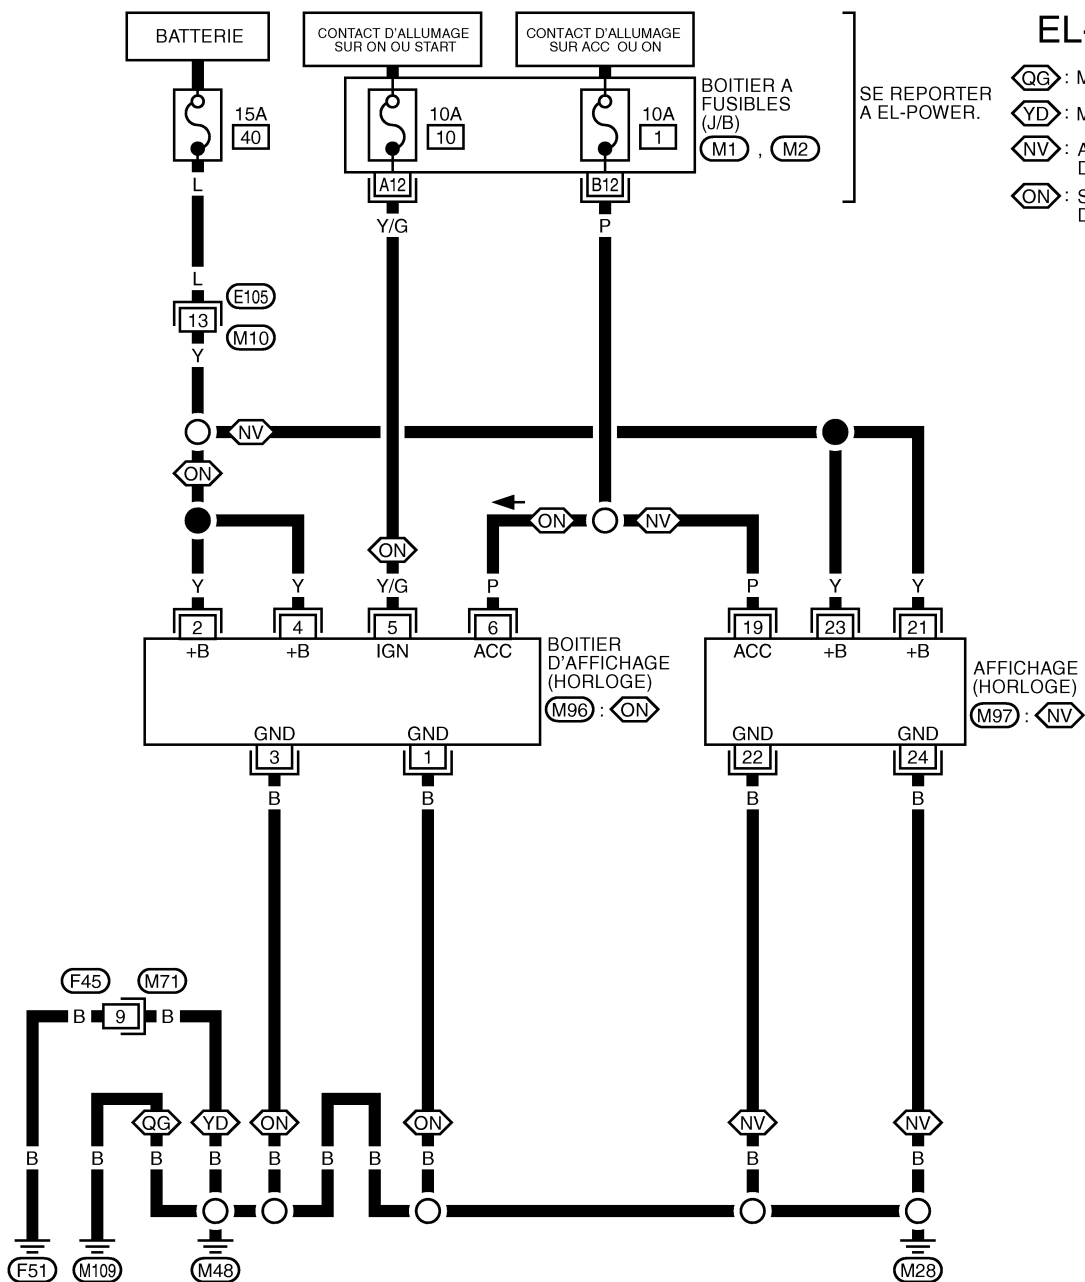 EL-
BATTERIE
CONTACT D'ALLUMAGE
SUR ON OU START
CONTACT D'ALLUMAGE
SUR ACC OU ON
15A
40
10A
10
10A
1
BOITIER A
FUSIBLES
(J/B)
M1 , M2
SE REPORTER
A EL-POWER.
QG : M
YD : M
NV : A
D
ON : S
D
A12
B12
L
Y/G
P
L
E105
13
M10
Y
NV
ON
ON
NV
ON
Y
Y
Y/G
P
P
Y
Y
2
4
5
6
19
23
21
+B
+B
IGN
ACC
ACC
+B
+B
BOITIER
D'AFFICHAGE
(HORLOGE)
M96 : ON
AFFICHAGE
(HORLOGE)
M97 : NV
GND
GND
GND
GND
3
1
22
24
B
B
B
B
F45
M71
B
9
B
QG
YD
ON
ON
NV
NV
B
B
B
B
B
B
B
B
B
B
F51
M109
M48
M28